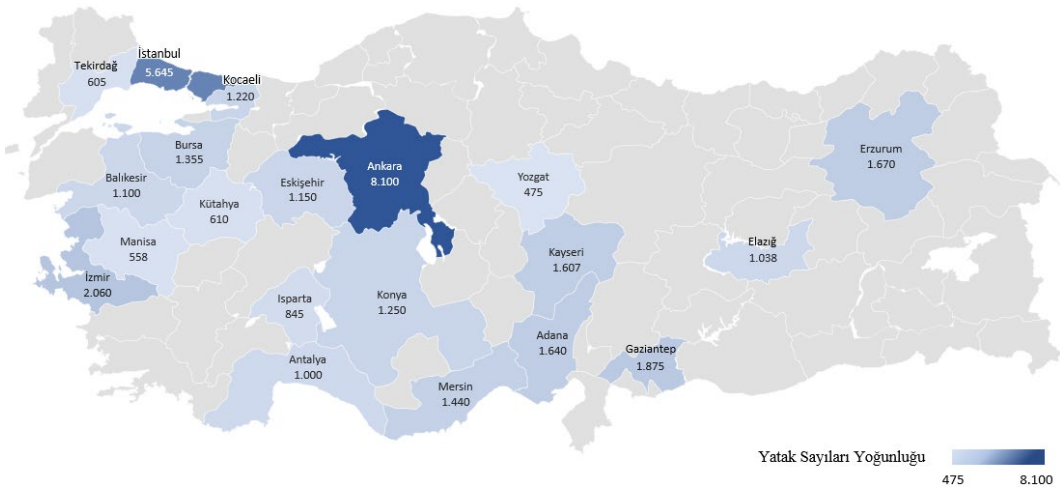 İstanbul
5.645
Tekirdağ
605
Kocaeli
1.220
Bursa
1.355
Ankara
8.100
Erzurum
1.670
Balıkesir
1.100
Eskişehir
1.150
Yozgat
475
Kütahya
610
Manisa
558
Elazığ
1.038
Kayseri
1.607
İzmir
2.060
Isparta
845
Konya
1.250
Adana
1.640
Gaziantep
1.875
Antalya
1.000
Mersin
1.440
Yatak Sayıları Yoğunluğu
475 8.100